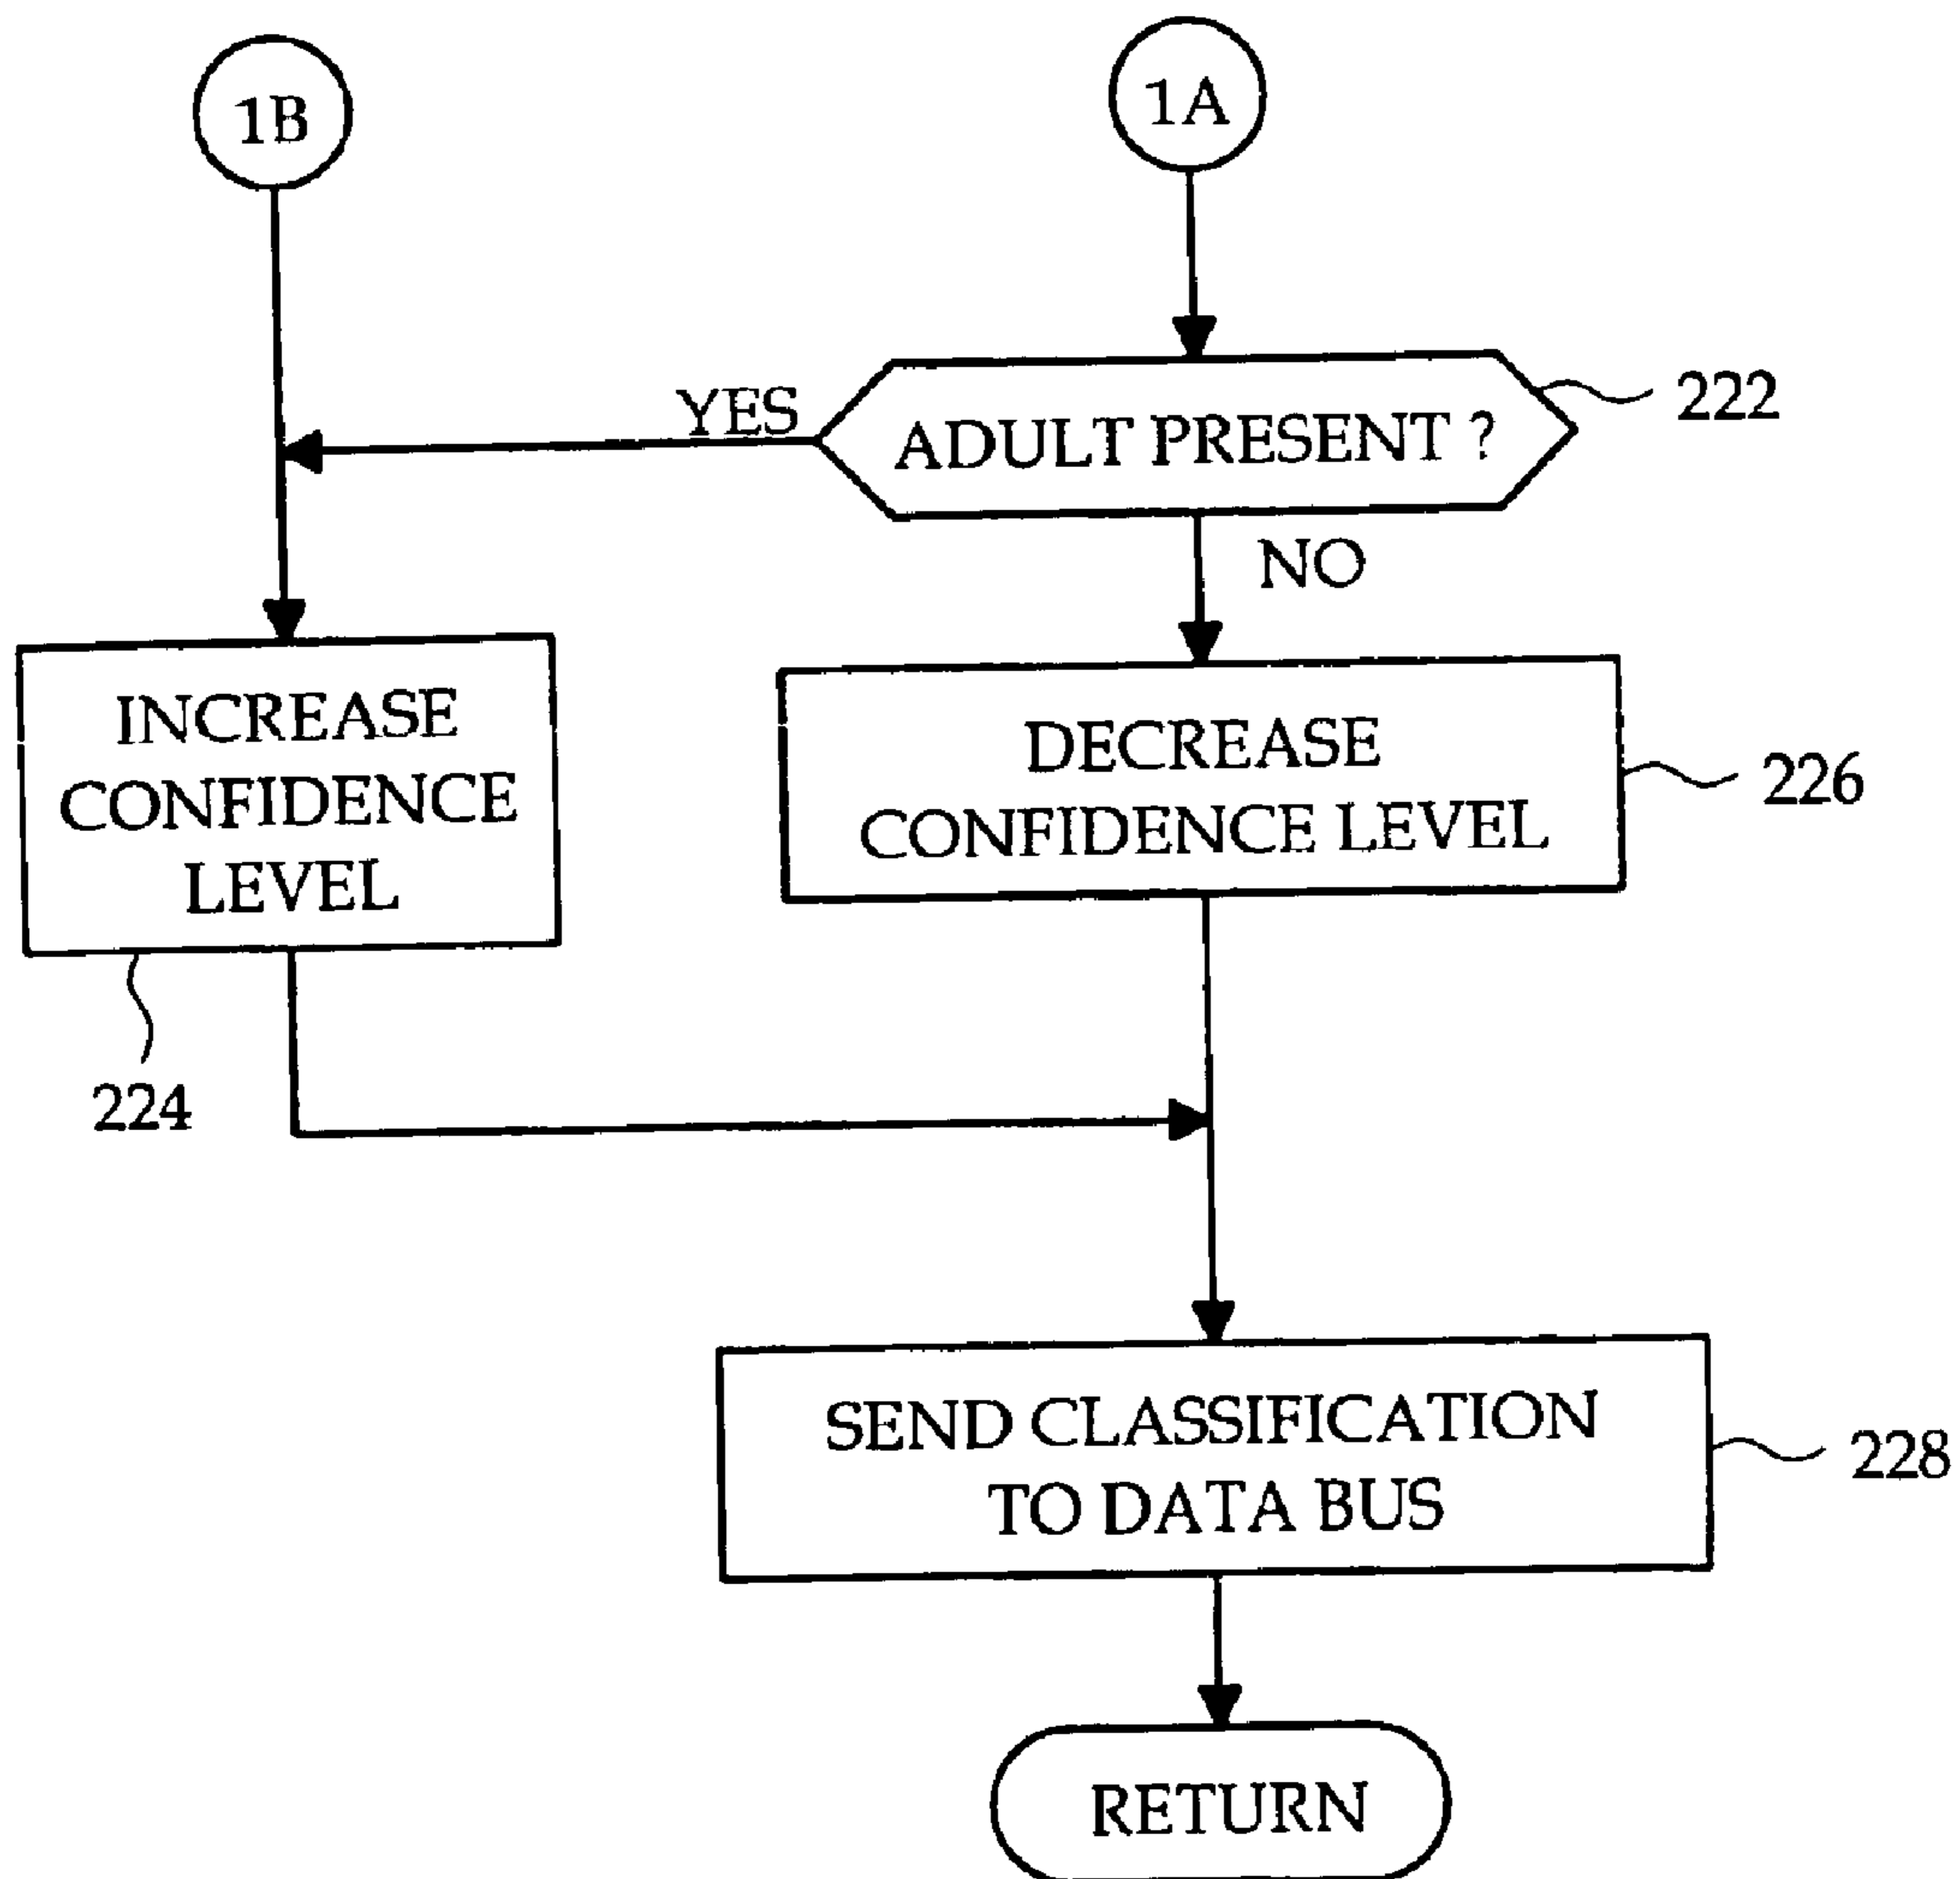 1B
1A
YES
ADULT PRESENT ?
222
NO
INCREASE
CONFIDENCE
LEVEL
224
DECREASE
CONFIDENCE LEVEL
226
SEND CLASSIFICATION
TO DATA BUS
228
RETURN